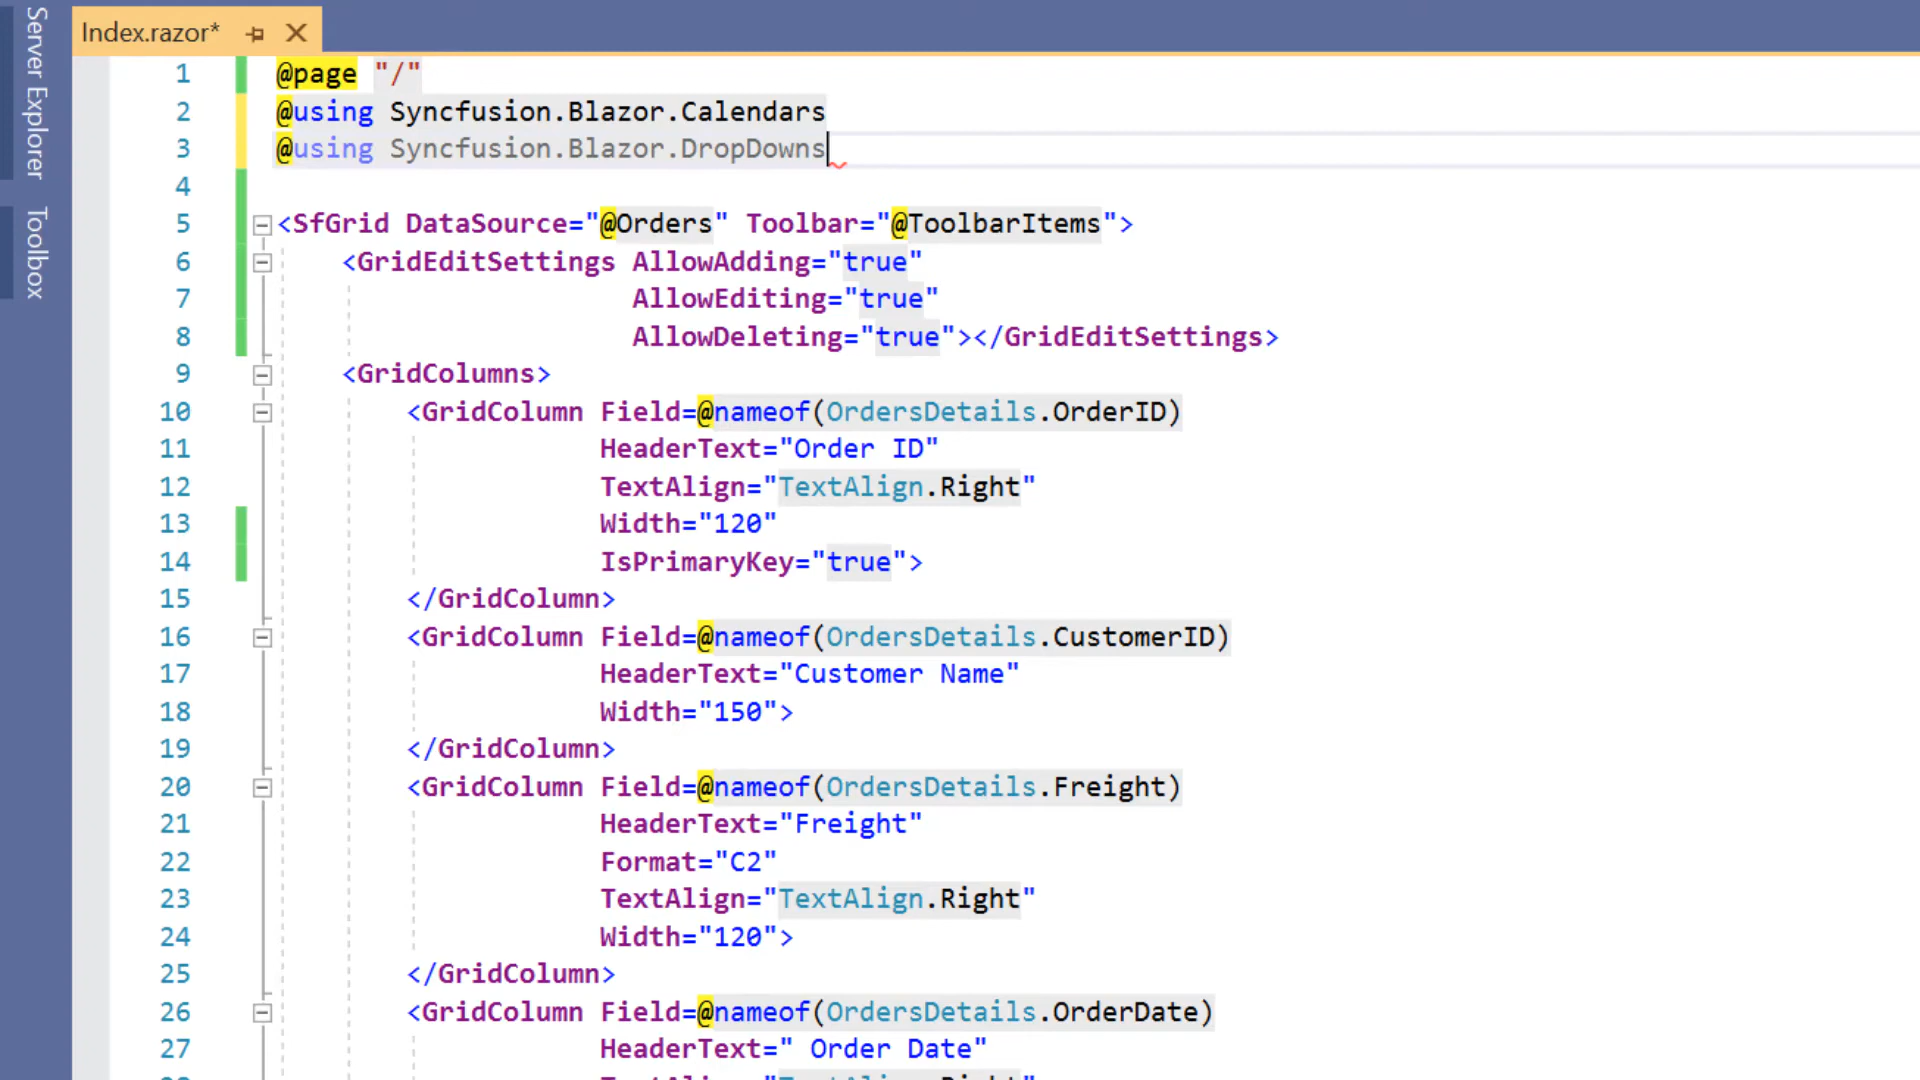 Server Explorer
Toolbox
Index.razor*
1 @page "/"
2 @using Syncfusion.Blazor.Calendars
3 @using Syncfusion.Blazor.DropDowns
4
5 <SfGrid DataSource="@Orders" Toolbar="@ToolbarItems">
6 <GridEditSettings AllowAdding="true"
7 AllowEditing="true"
8 AllowDeleting="true"></GridEditSettings>
9 <GridColumns>
10 <GridColumn Field=@nameof(OrdersDetails.OrderID)
11 HeaderText="Order ID"
12 TextAlign="TextAlign.Right"
13 Width="120"
14 IsPrimaryKey="true">
15 </GridColumn>
16 <GridColumn Field=@nameof(OrdersDetails.CustomerID)
17 HeaderText="Customer Name"
18 Width="150">
19 </GridColumn>
20 <GridColumn Field=@nameof(OrdersDetails.Freight)
21 HeaderText="Freight"
22 Format="C2"
23 TextAlign="TextAlign.Right"
24 Width="120">
25 </GridColumn>
26 <GridColumn Field=@nameof(OrdersDetails.OrderDate)
27 HeaderText=" Order Date"